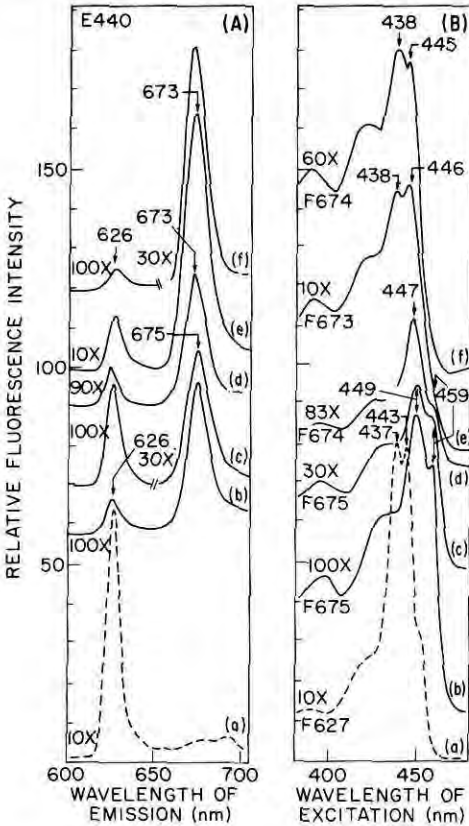 E440
(A)
673
673
626
100X
30X
(f)
(e)
10X
(d)
90X
675
100X
626
30X
(c)
(b)
100X
10X
(a)
150
100
50
RELATIVE FLUORESCENCE INTENSITY
600
650
700
WAVELENGTH OF
EMISSION (nm)
(B)
438
445
60X
F674
438
446
10X
F673
(f)
447
449
459
443
83X
F674
437
(e)
(d)
30X
F675
(c)
100X
F675
(b)
10X
F627
(a)
400
450
WAVELENGTH OF
EXCITATION (nm)